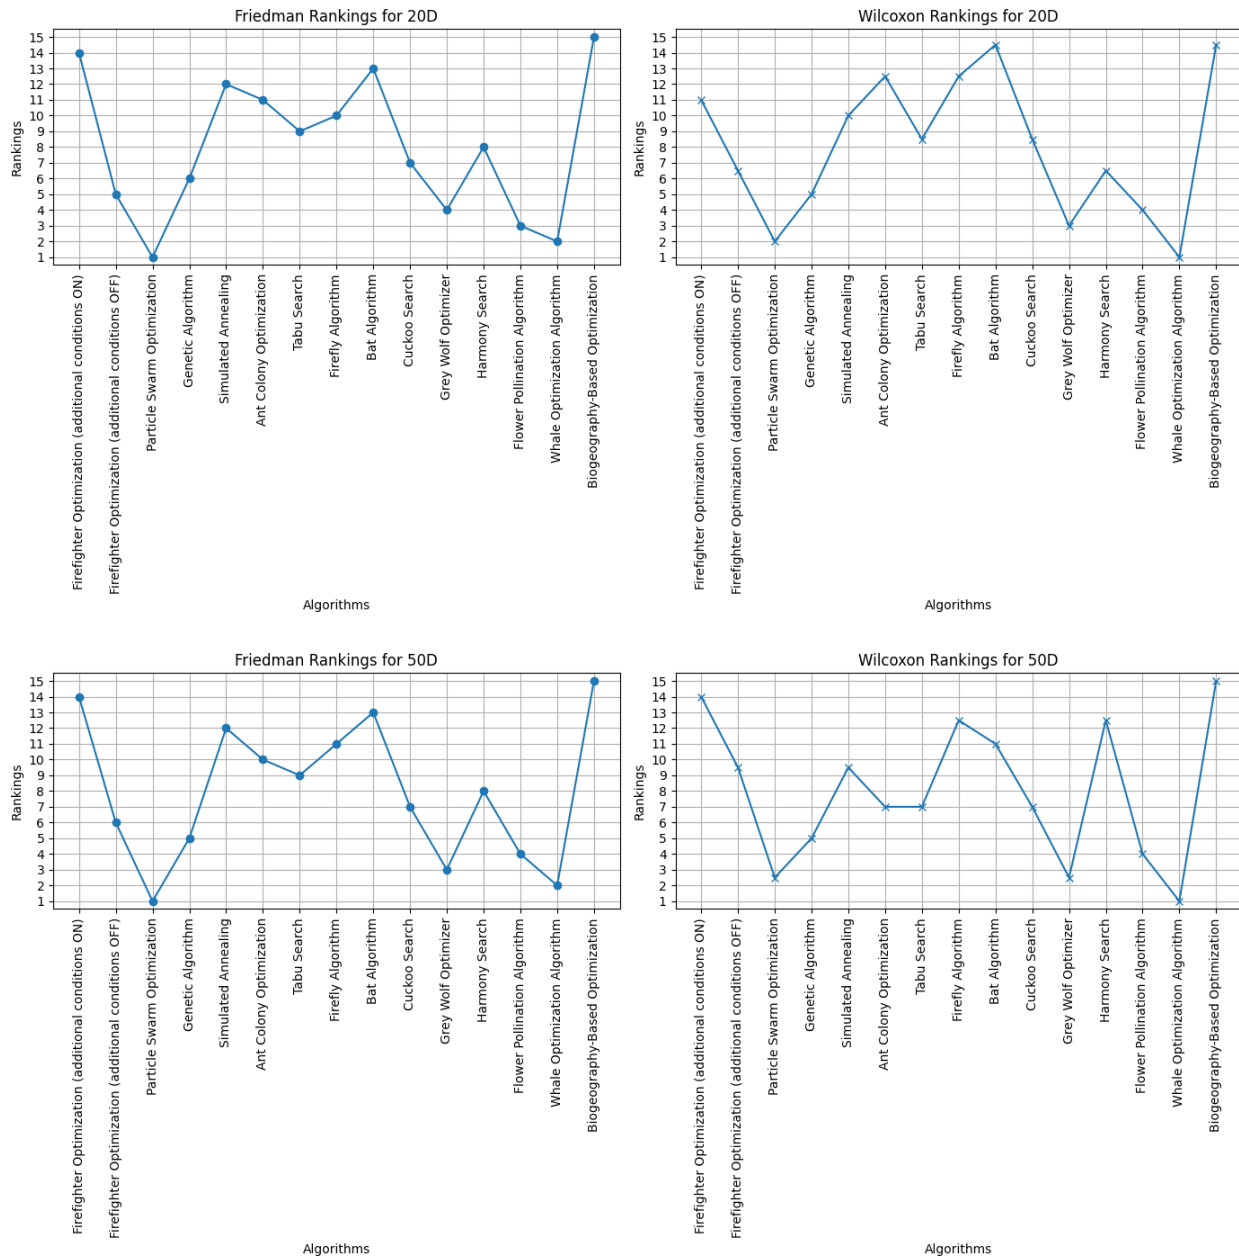 Friedman Rankings for 20D
Rankings
15
14
13
12
11
10
9
8
7
6
5
4
3
2
1
Firefighter Optimization (additional conditions ON)
Firefighter Optimization (additional conditions OFF)
Particle Swarm Optimization
Genetic Algorithm
Simulated Annealing
Ant Colony Optimization
Tabu Search
Firefly Algorithm
Bat Algorithm
Cuckoo Search
Grey Wolf Optimizer
Harmony Search
Flower Pollination Algorithm
Whale Optimization Algorithm
Biogeography-Based Optimization
Algorithms
Wilcoxon Rankings for 20D
Rankings
15
14
13
12
11
10
9
8
7
6
5
4
3
2
1
Firefighter Optimization (additional conditions ON)
Firefighter Optimization (additional conditions OFF)
Particle Swarm Optimization
Genetic Algorithm
Simulated Annealing
Ant Colony Optimization
Tabu Search
Firefly Algorithm
Bat Algorithm
Cuckoo Search
Grey Wolf Optimizer
Harmony Search
Flower Pollination Algorithm
Whale Optimization Algorithm
Biogeography-Based Optimization
Algorithms
Friedman Rankings for 50D
Rankings
15
14
13
12
11
10
9
8
7
6
5
4
3
2
1
Firefighter Optimization (additional conditions ON)
Firefighter Optimization (additional conditions OFF)
Particle Swarm Optimization
Genetic Algorithm
Simulated Annealing
Ant Colony Optimization
Tabu Search
Firefly Algorithm
Bat Algorithm
Cuckoo Search
Grey Wolf Optimizer
Harmony Search
Flower Pollination Algorithm
Whale Optimization Algorithm
Biogeography-Based Optimization
Algorithms
Wilcoxon Rankings for 50D
Rankings
15
14
13
12
11
10
9
8
7
6
5
4
3
2
1
Firefighter Optimization (additional conditions ON)
Firefighter Optimization (additional conditions OFF)
Particle Swarm Optimization
Genetic Algorithm
Simulated Annealing
Ant Colony Optimization
Tabu Search
Firefly Algorithm
Bat Algorithm
Cuckoo Search
Grey Wolf Optimizer
Harmony Search
Flower Pollination Algorithm
Whale Optimization Algorithm
Biogeography-Based Optimization
Algorithms